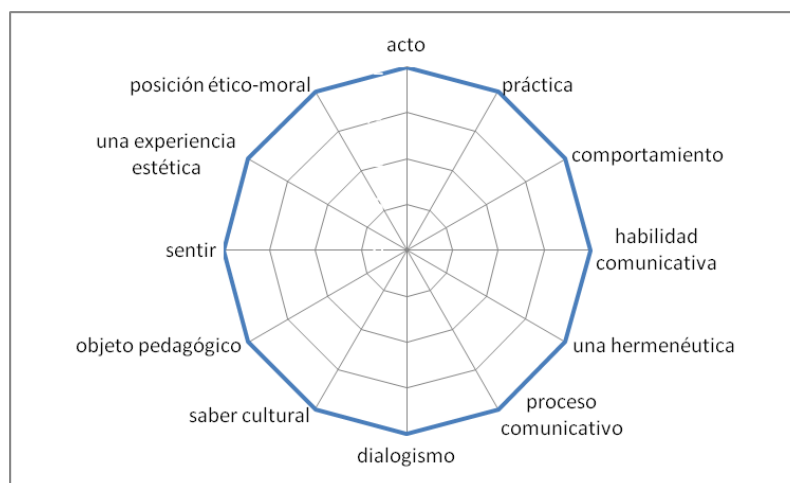 acto
práctica
comportamiento
habilidad
comunicativa
una hermenéutica
proceso
comunicativo
dialogismo
saber cultural
objeto pedagógico
sentir
una experiencia
estética
posición ético-moral